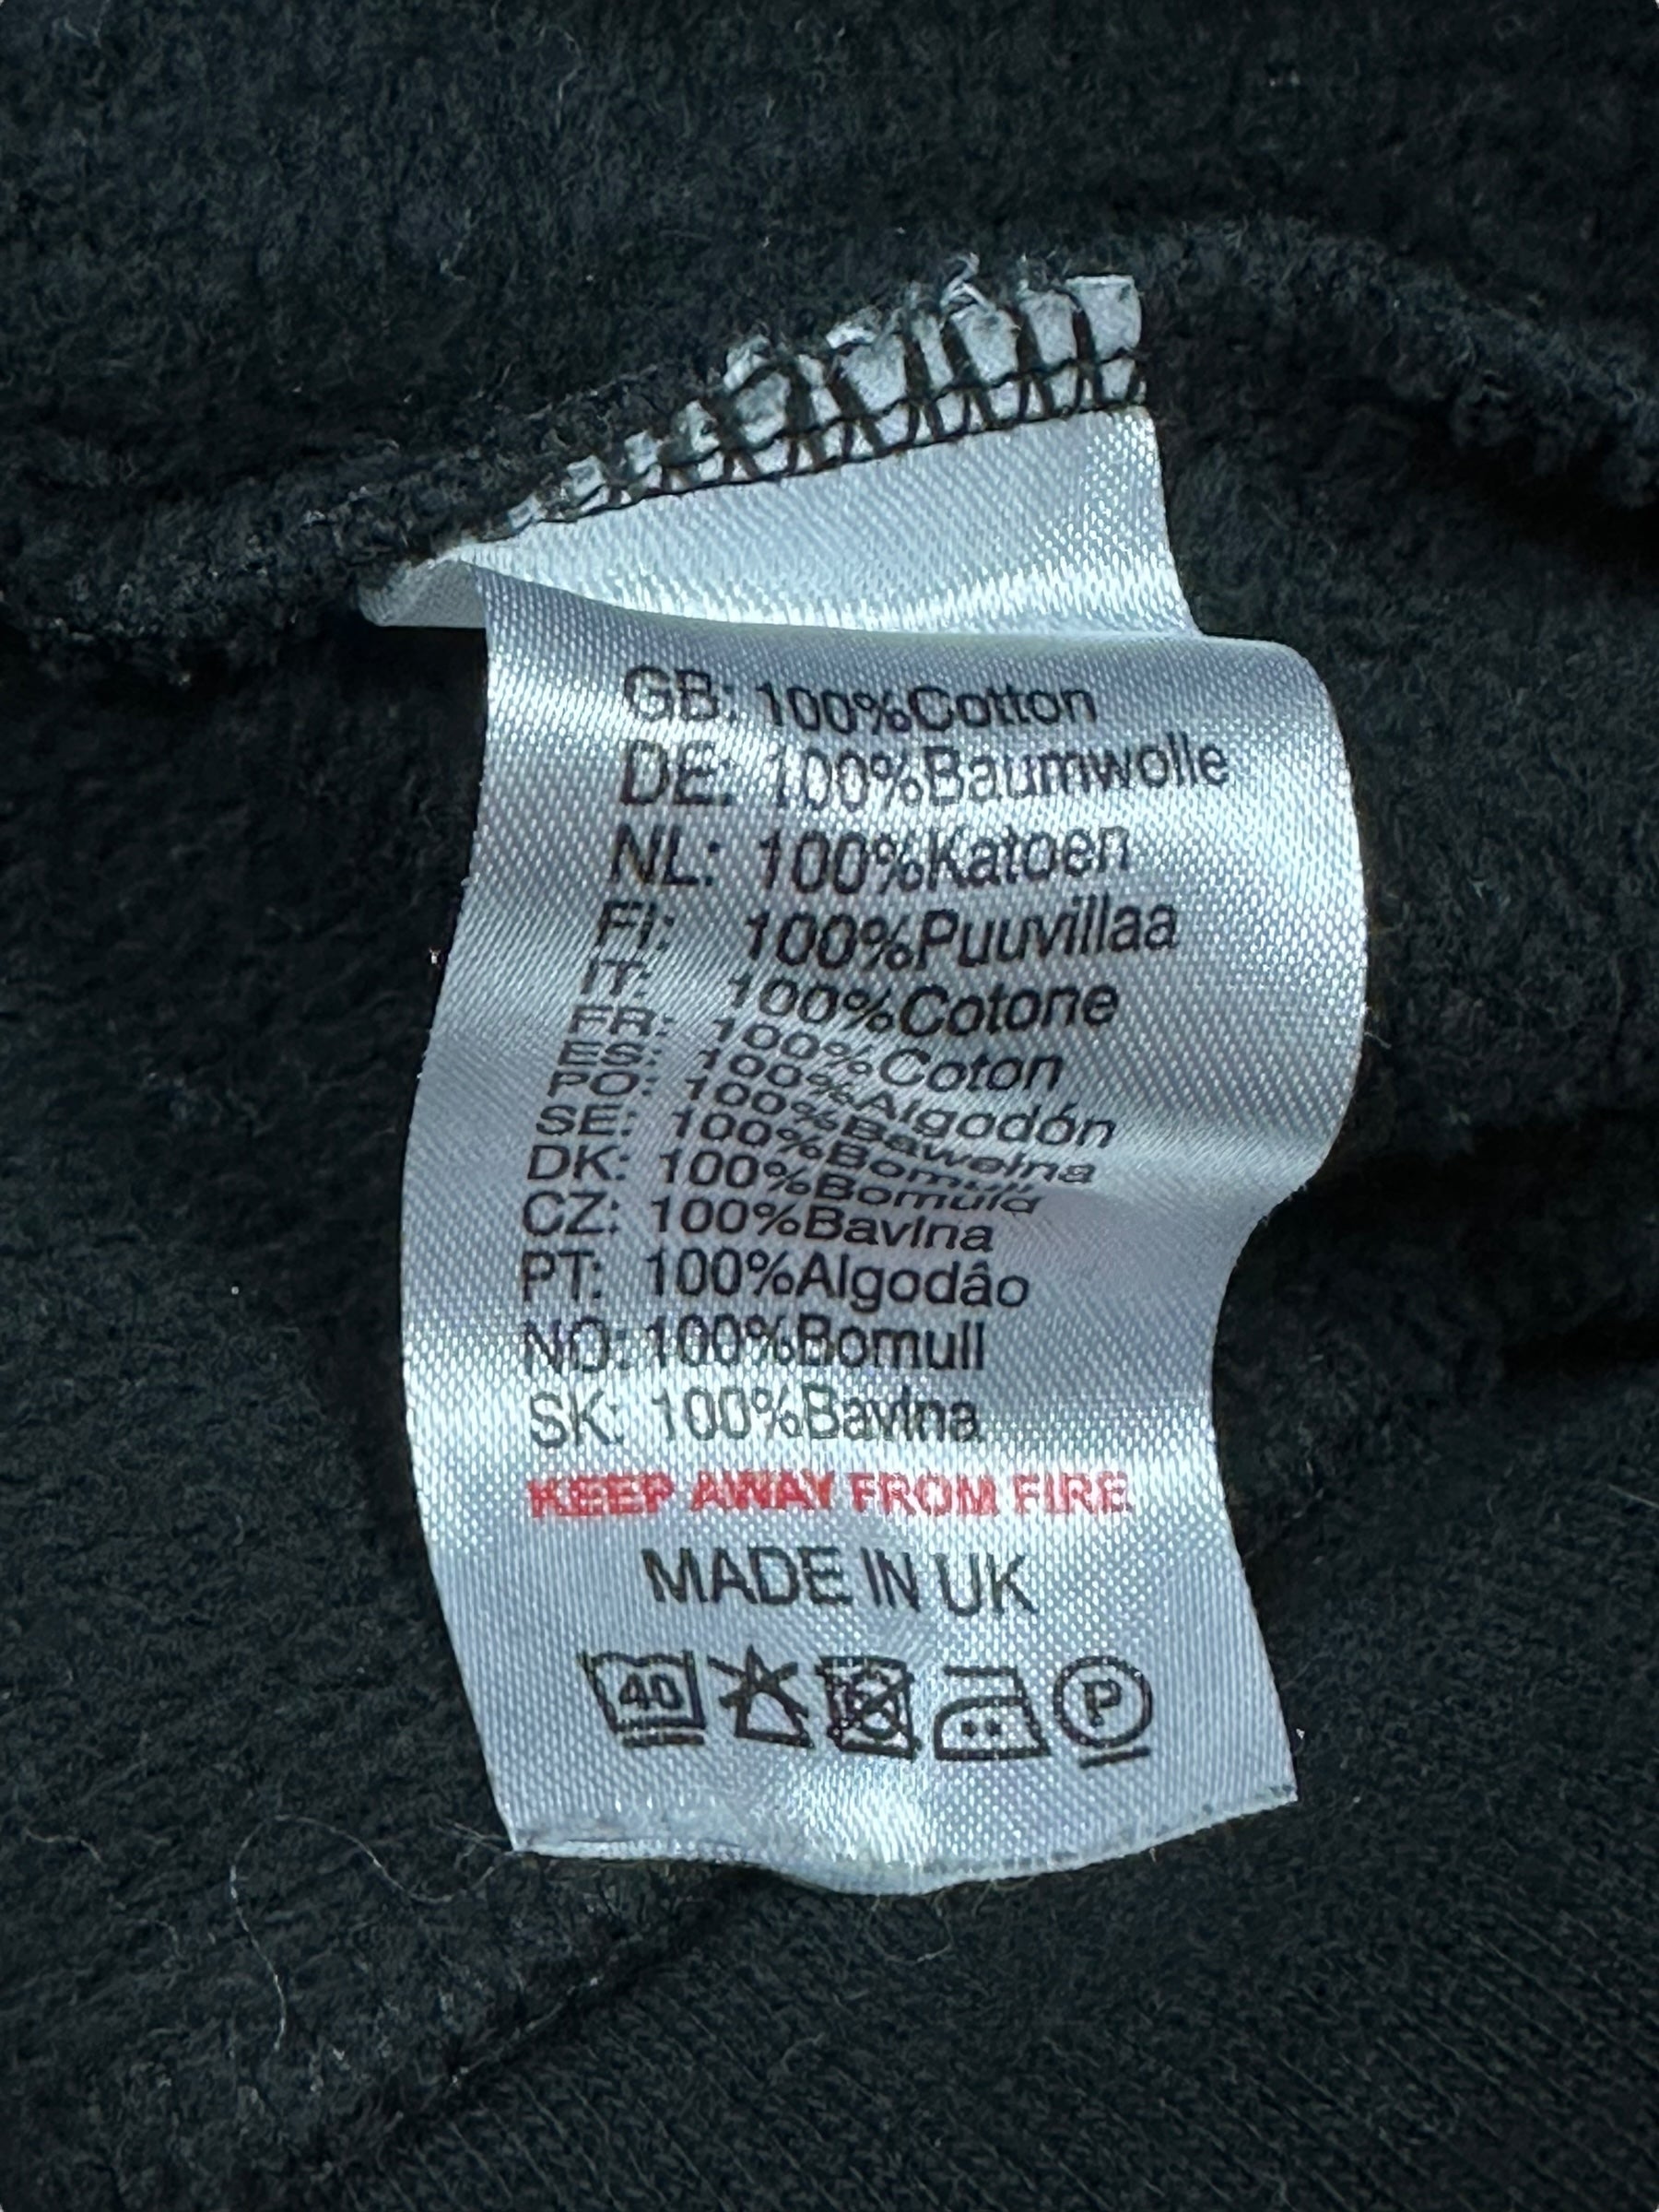 GB: 100%Cotton
DE: 100%Baumwolle
NL: 100%Katoen
FI: 100%Puuvillaa
IT: 100%Cotone
FR: 100%Coton
ES: 100%Algodón
PO: 100%Bawelna
SE: 100%Bomull
DK: 100%Bomuld
CZ: 100%Bavlna
PT: 100%Algodâo
NO: 100%Bomull
SK: 100%Bavlna
KEEP AWAY FROM FIRE
MADE IN UK
40 P